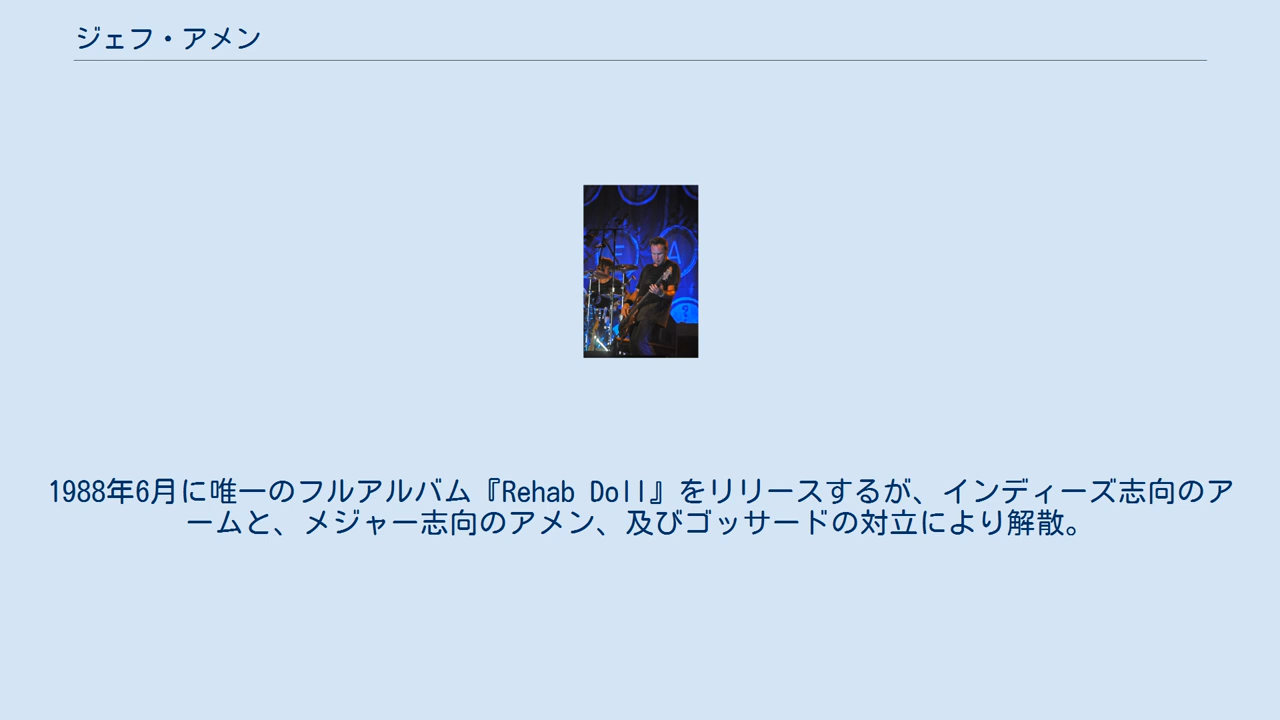 ジェフ・アメン
1988年6月に唯一のフルアルバム『Rehab Doll』をリリースするが、インディーズ志向のア
ームと、メジャー志向のアメン、及びゴッサードの対立により解散。